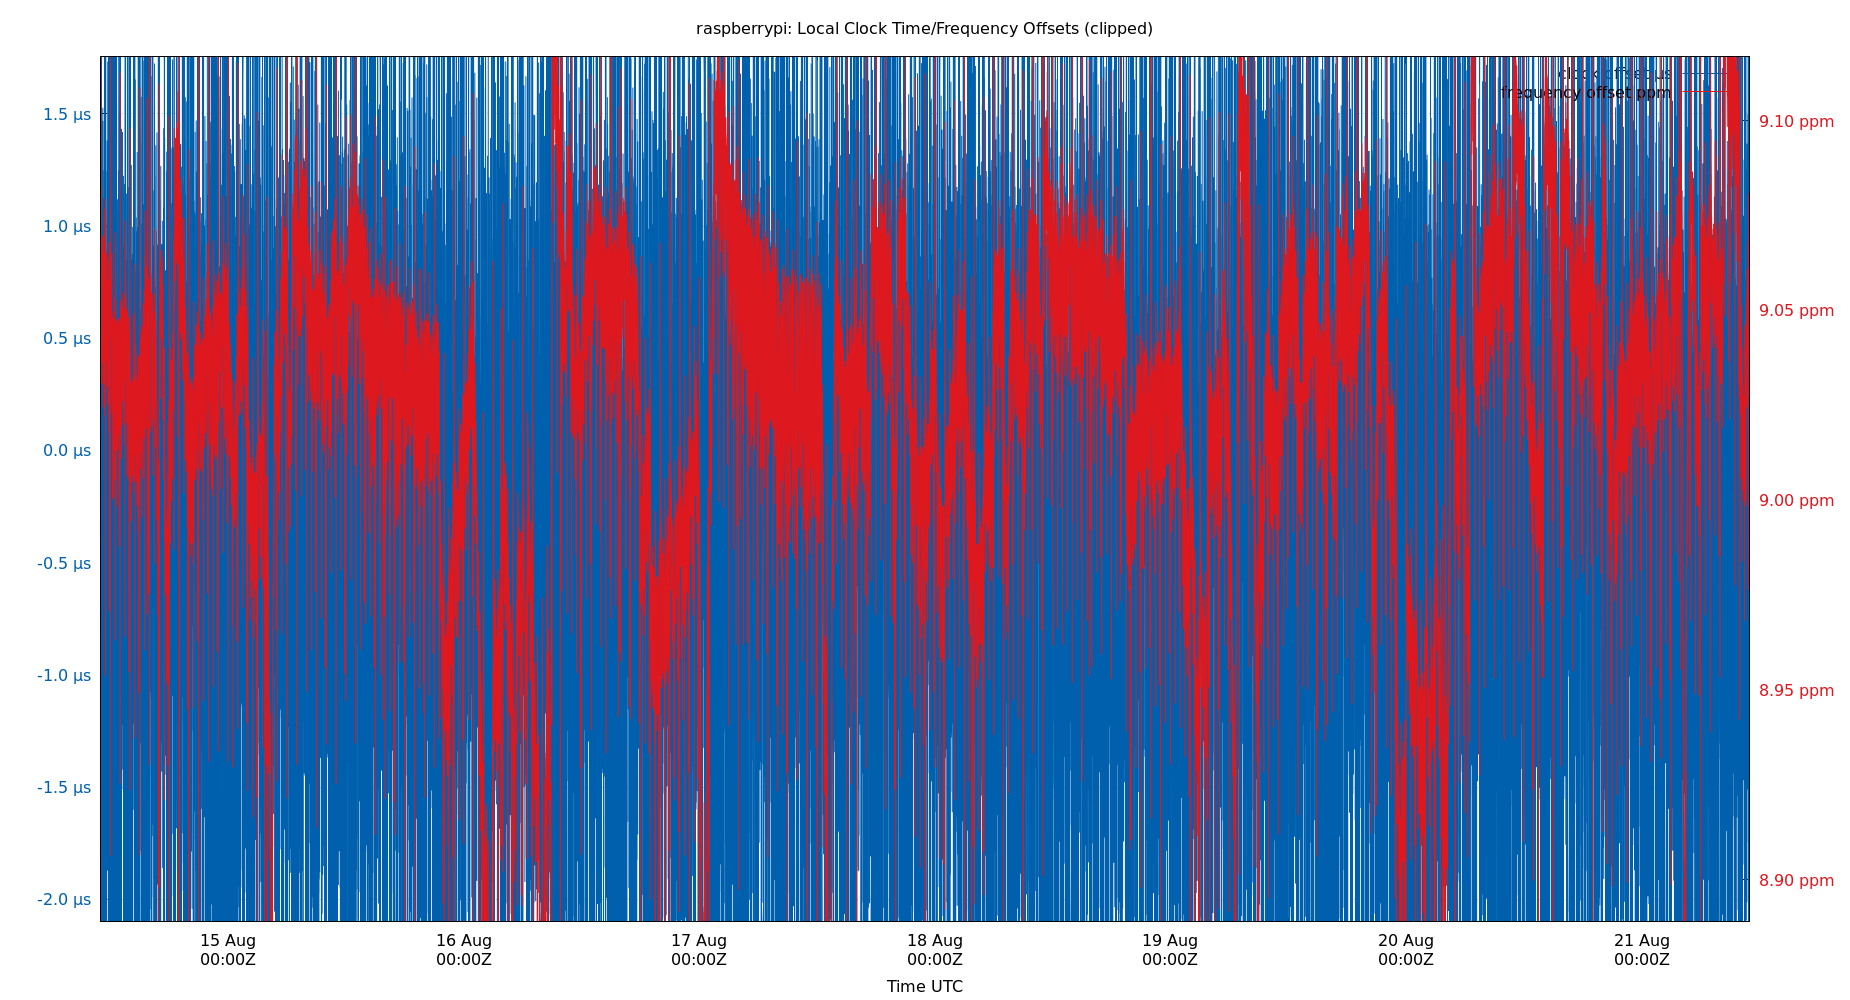 raspberrypi: Local Clock Time/Frequency Offsets (clipped)
clock offset µs
frequency offset ppm
1.5 µs
1.0 µs
0.5 µs
0.0 µs
-0.5 µs
-1.0 µs
-1.5 µs
-2.0 µs
9.10 ppm
9.05 ppm
9.00 ppm
8.95 ppm
8.90 ppm
15 Aug
00:00Z
16 Aug
00:00Z
17 Aug
00:00Z
18 Aug
00:00Z
19 Aug
00:00Z
20 Aug
00:00Z
21 Aug
00:00Z
Time UTC